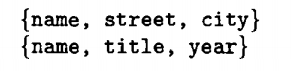 {name, street, city}
{name, title, year}